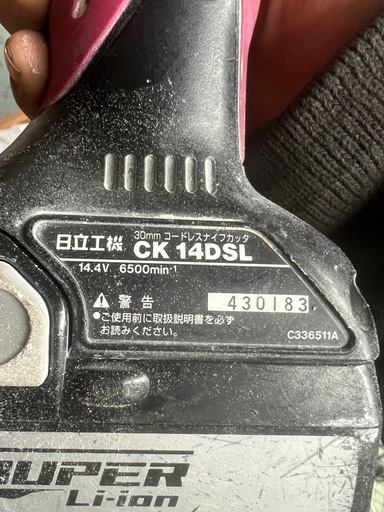 30mm コードレスナイフカッタ
日立工機 CK 14DSL
14.4V 6500min-1
警告
430183
●ご使用前に取扱説明書を必ず
お読みください。
C336511A
SUPER
Li-ion